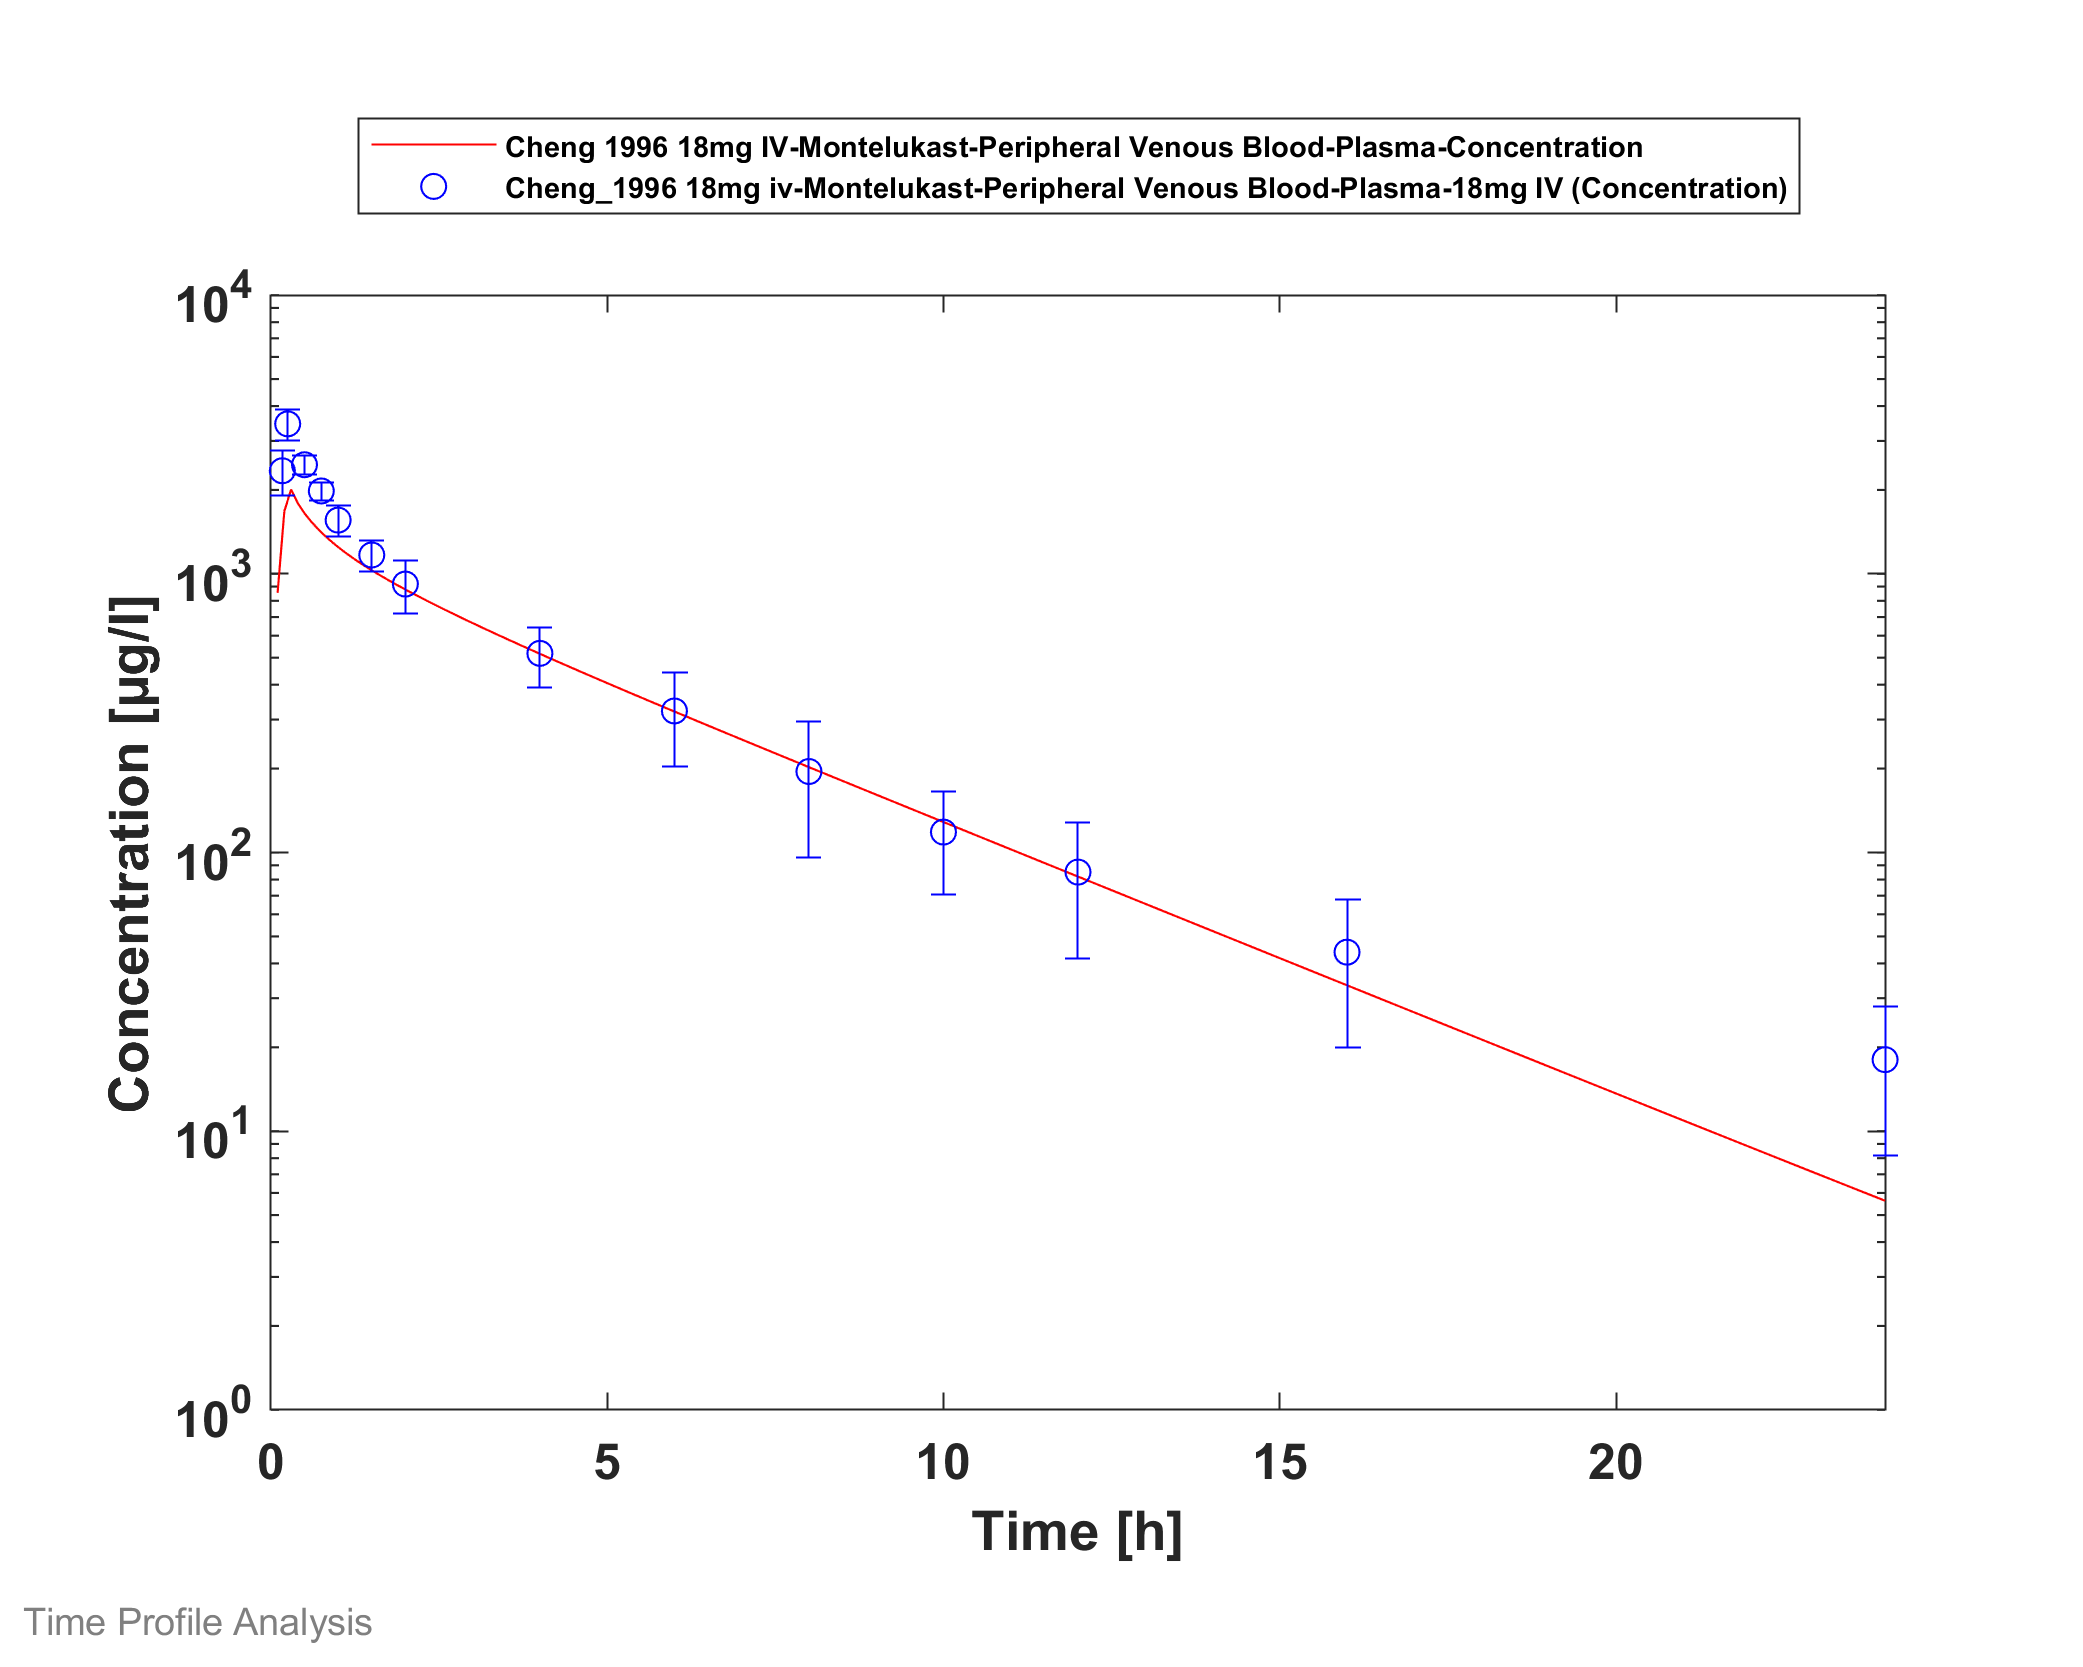 Cheng 1996 18mg IV-Montelukast-Peripheral Venous Blood-Plasma-Concentration
Cheng_1996 18mg iv-Montelukast-Peripheral Venous Blood-Plasma-18mg IV (Concentration)
10^4
10^3
10^2
10^1
10^0
Concentration [µg/l]
0 5 10 15 20
Time [h]
Time Profile Analysis